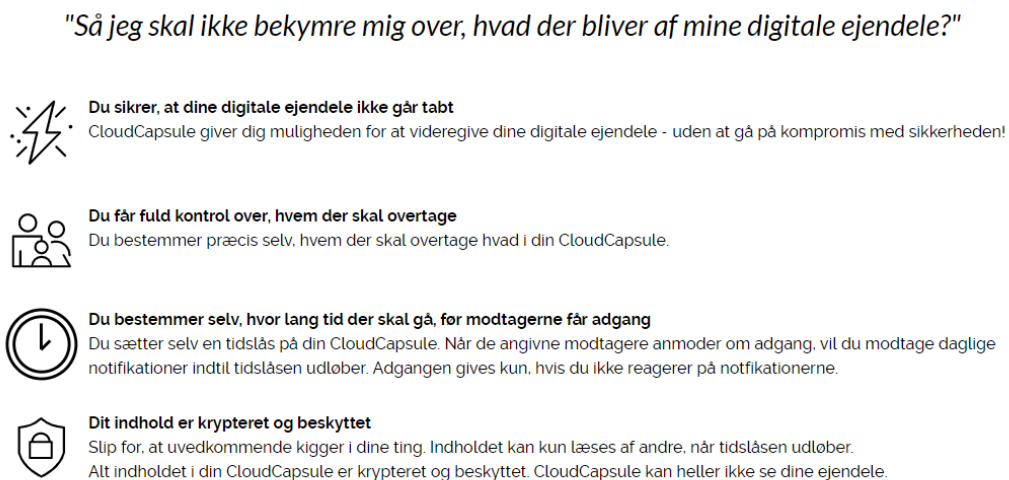 "Så jeg skal ikke bekymre mig over, hvad der bliver af mine digitale ejendele?"
Du sikrer, at dine digitale ejendele ikke går tabt
CloudCapsule giver dig muligheden for at videregive dine digitale ejendele - uden at gå på kompromis med sikkerheden!
Du får fuld kontrol over, hvem der skal overtage
Du bestemmer præcis selv, hvem der skal overtage hvad i din CloudCapsule.
Du bestemmer selv, hvor lang tid der skal gå, før modtagerne får adgang
Du sætter selv en tidslås på din CloudCapsule. Når de angivne modtagere anmoder om adgang, vil du modtage daglige
notifikationer indtil tidslåsen udløber. Adgangen gives kun, hvis du ikke reagerer på notfikationerne.
Dit indhold er krypteret og beskyttet
Slip for, at uvedkommende kigger i dine ting. Indholdet kan kun læses af andre, når tidslåsen udløber.
Alt indholdet i din CloudCapsule er krypteret og beskyttet. CloudCapsule kan heller ikke se dine ejendele.